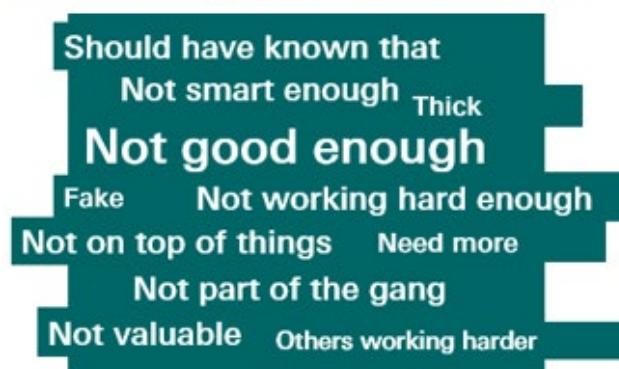 Should have known that
Not smart enough Thick
Not good enough
Fake Not working hard enough
Not on top of things Need more
Not part of the gang
Not valuable Others working harder